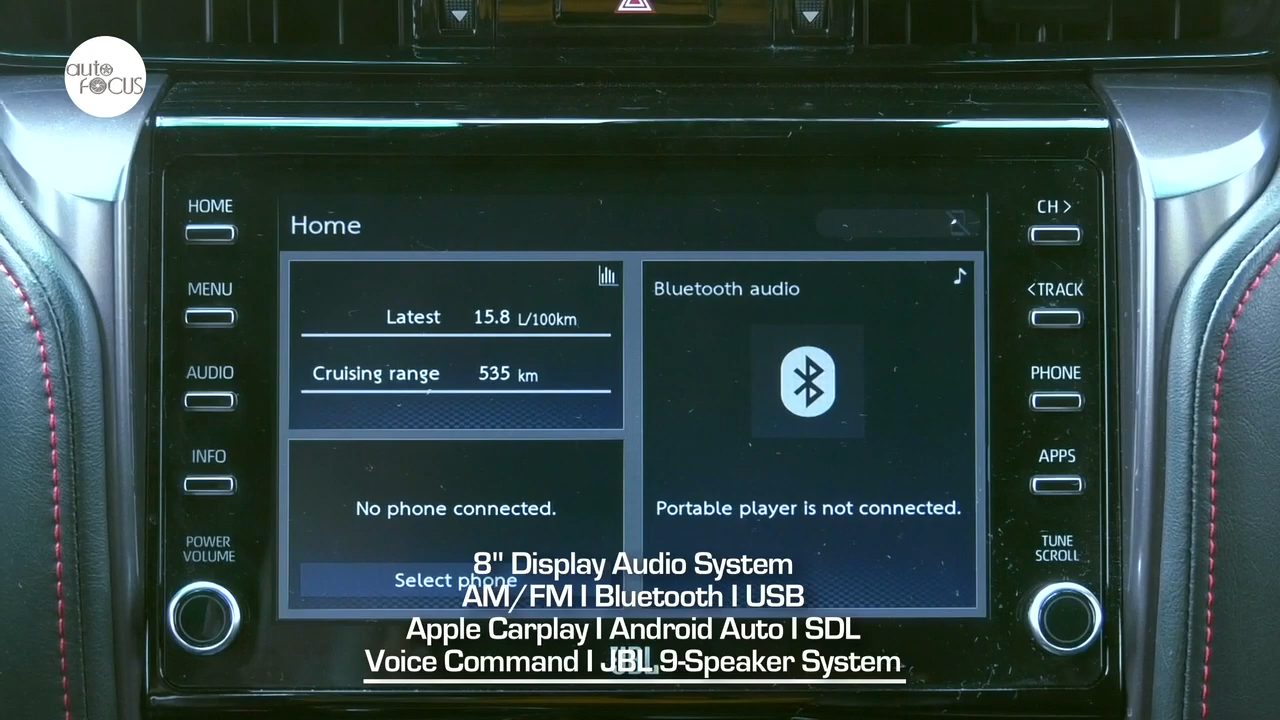 auto
FOCUS
HOME
MENU
AUDIO
INFO
POWER
VOLUME
Home
Latest 15.8 L/100km
Cruising range 535 km
No phone connected.
Select phone
Bluetooth audio
Portable player is not connected.
CH >
<TRACK
PHONE
APPS
TUNE
SCROLL
JBL
8" Display Audio System
AM/FM | Bluetooth | USB
Apple Carplay | Android Auto | SDL
Voice Command | JBL 9-Speaker System